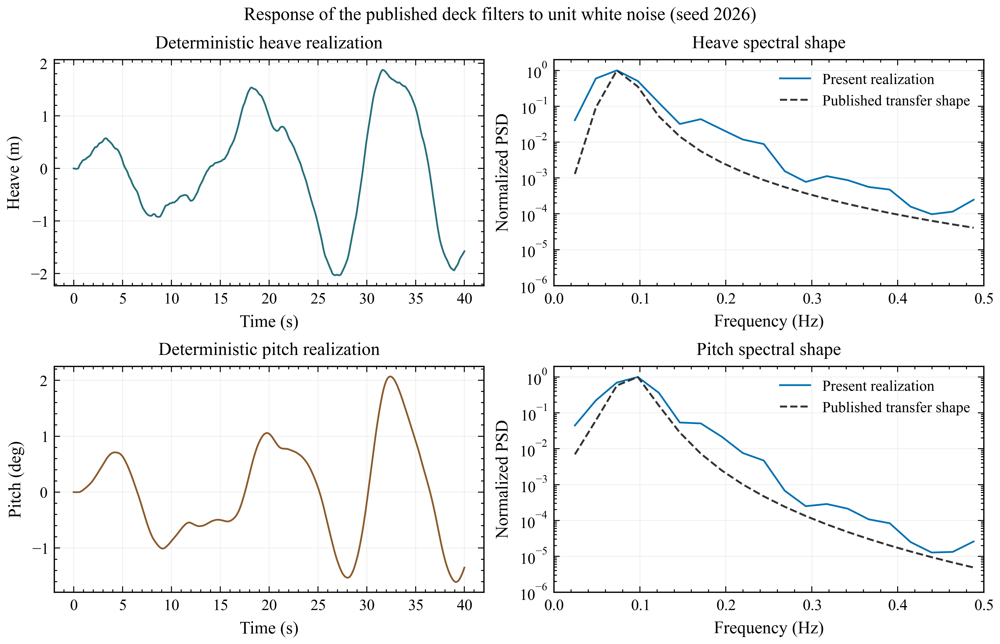 Response of the published deck filters to unit white noise (seed 2026)
Deterministic heave realization
Heave (m)
2
1
0
−1
−2
0 5 10 15 20 25 30 35 40
Time (s)
Heave spectral shape
Normalized PSD
10^0
10^−1
10^−2
10^−3
10^−4
10^−5
10^−6
Present realization
Published transfer shape
0.0 0.1 0.2 0.3 0.4 0.5
Frequency (Hz)
Deterministic pitch realization
Pitch (deg)
2
1
0
−1
0 5 10 15 20 25 30 35 40
Time (s)
Pitch spectral shape
Normalized PSD
10^0
10^−1
10^−2
10^−3
10^−4
10^−5
10^−6
Present realization
Published transfer shape
0.0 0.1 0.2 0.3 0.4 0.5
Frequency (Hz)